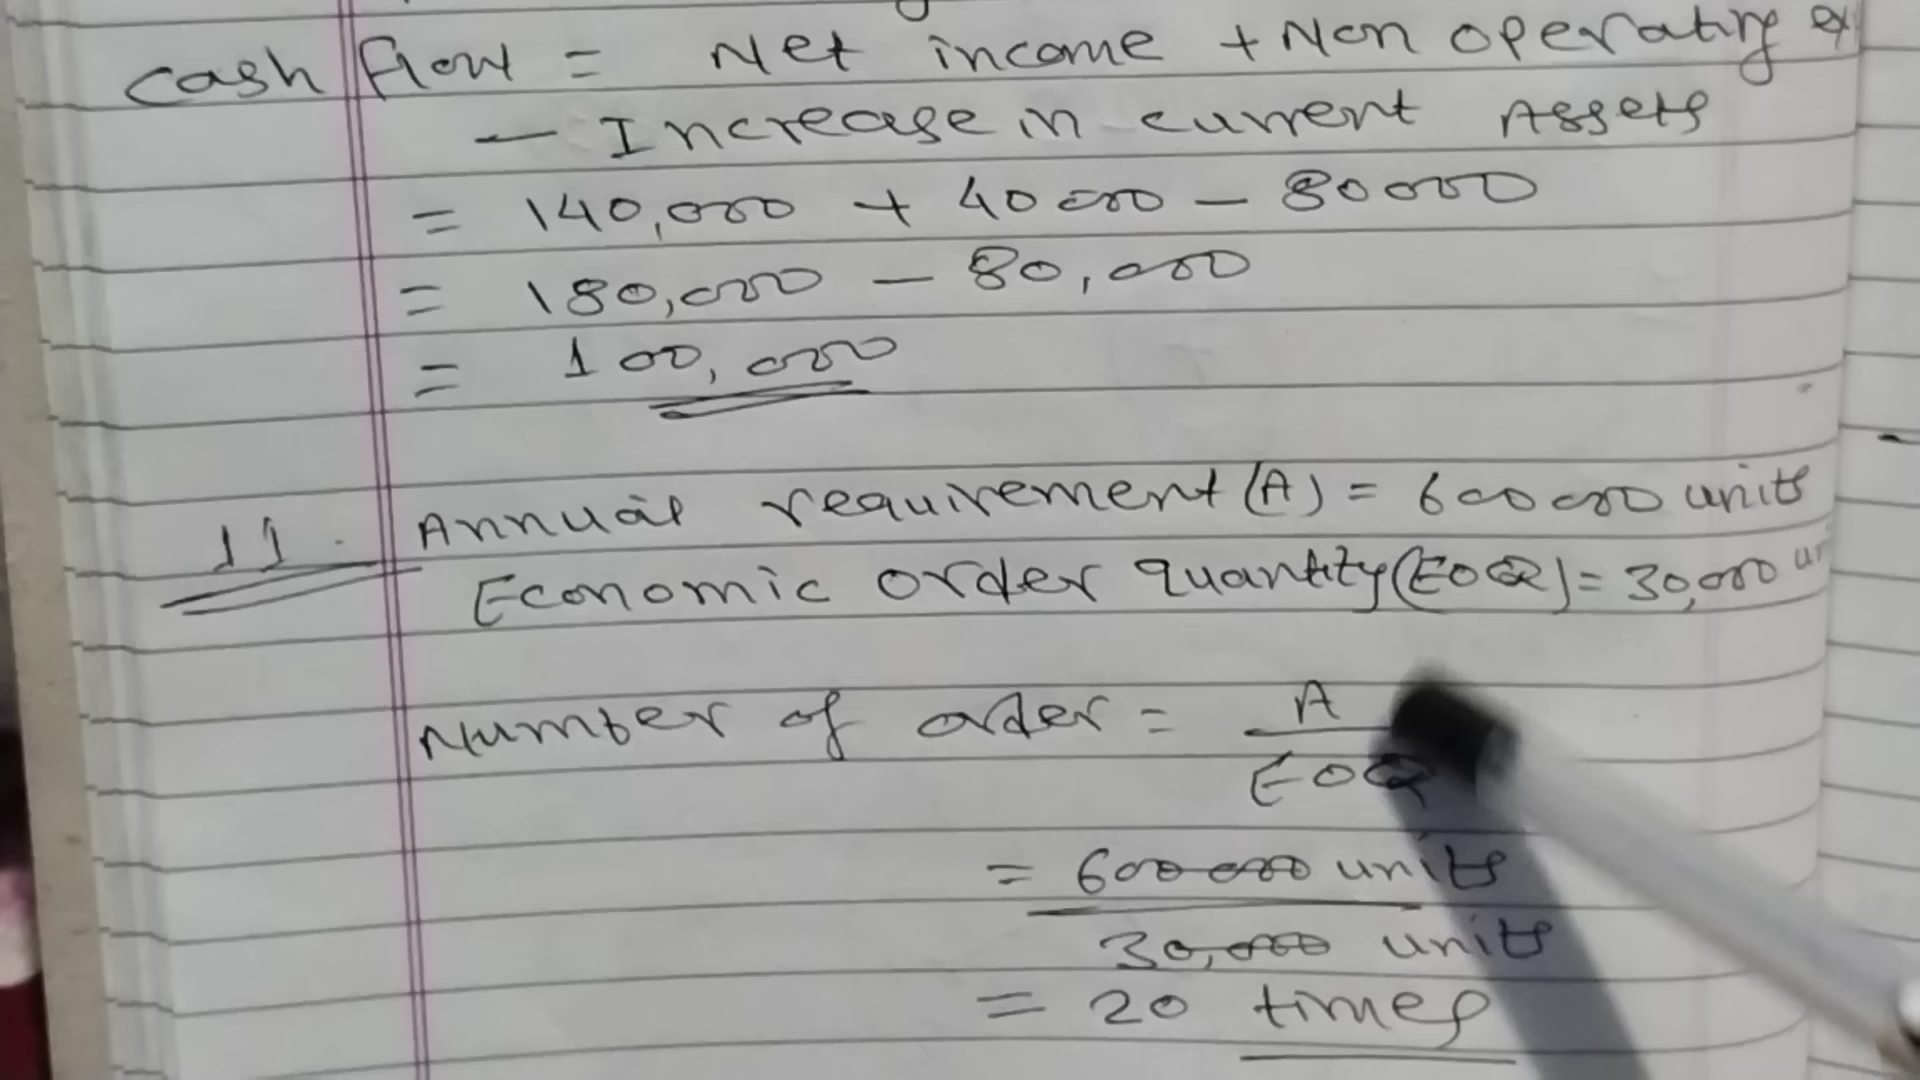 Cash flow = Net income + Non operating
- Increase in current Assets
= 140,000 + 40000 - 80000
= 180,000 - 80,000
= 100,000
11. Annual requirement (A) = 600000 units
Economic order quantity (EOQ) = 30,000
Number of order = A
EOQ
= 600000 units
30,000 units
= 20 times